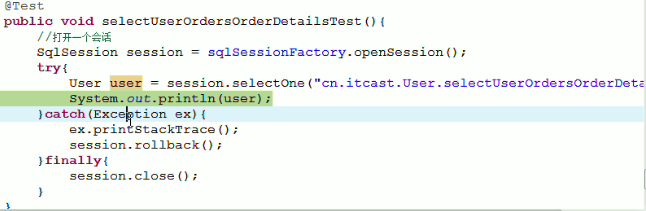 @Test
public void selectUserOrdersOrderDetailsTest(){
//打开一个会话
SqlSession session = sqlSessionFactory.openSession();
try{
User user = session.selectOne("cn.itcast.User.selectUserOrdersOrderDeta
System.out.println(user);
}catch(Exception ex){
ex.printStackTrace();
session.rollback();
}finally{
session.close();
}
}